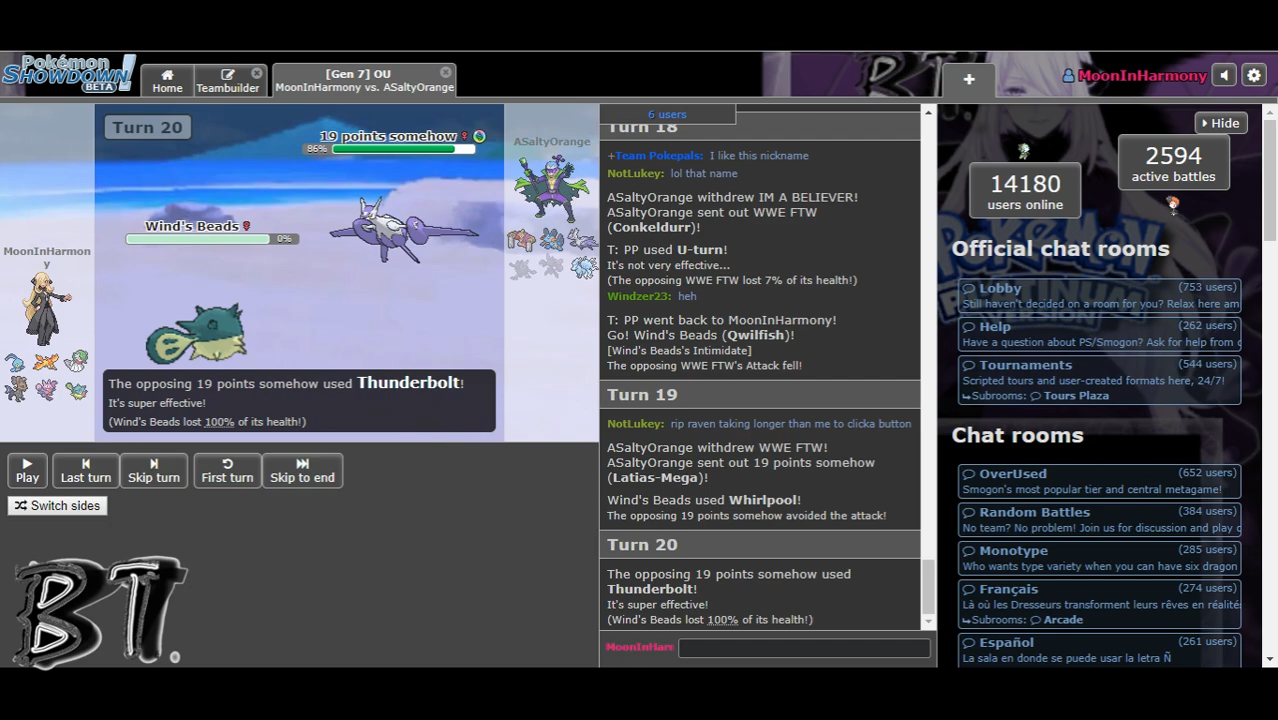 Pokémon
SHOWDOWN!
BETA
Home
Teambuilder
[Gen 7] OU
MoonInHarmony vs. ASaltyOrange
+
MoonInHarmony
Turn 20
19 points somehow
86%
Wind's Beads
0%
MoonInHarmon
y
ASaltyOrange
The opposing 19 points somehow used Thunderbolt!
It's super effective!
(Wind's Beads lost 100% of its health!)
Play
Last turn
Skip turn
First turn
Skip to end
Switch sides
BT.
6 users
Turn 18
+Team Pokepals: I like this nickname
NotLukey: lol that name
ASaltyOrange withdrew IM A BELIEVER!
ASaltyOrange sent out WWE FTW
(Conkeldurr)!
T: PP used U-turn!
It's not very effective...
(The opposing WWE FTW lost 7% of its health!)
Windzer23: heh
T: PP went back to MoonInHarmony!
Go! Wind's Beads (Qwilfish)!
[Wind's Beads's Intimidate]
The opposing WWE FTW's Attack fell!
Turn 19
NotLukey: rip raven taking longer than me to clicka button
ASaltyOrange withdrew WWE FTW!
ASaltyOrange sent out 19 points somehow
(Latias-Mega)!
Wind's Beads used Whirlpool!
The opposing 19 points somehow avoided the attack!
Turn 20
The opposing 19 points somehow used
Thunderbolt!
It's super effective!
(Wind's Beads lost 100% of its health!)
MoonInHarm
Hide
14180
users online
2594
active battles
Official chat rooms
Lobby (753 users)
Still haven't decided on a room for you? Relax here am
Help (262 users)
Have a question about PS/Smogon? Ask for help from
Tournaments (544 users)
Scripted tours and user-created formats here, 24/7!
Subrooms: Tours Plaza
Chat rooms
OverUsed (652 users)
Smogon's most popular tier and central metagame!
Random Battles (384 users)
No team? No problem! Join us for discussion and play
Monotype (285 users)
Who wants type variety when you can have six dragon
Français (274 users)
Là où les Dresseurs transforment leurs rêves en réalité
Subrooms: Arcade
Español (261 users)
La sala en donde se puede usar la letra Ñ